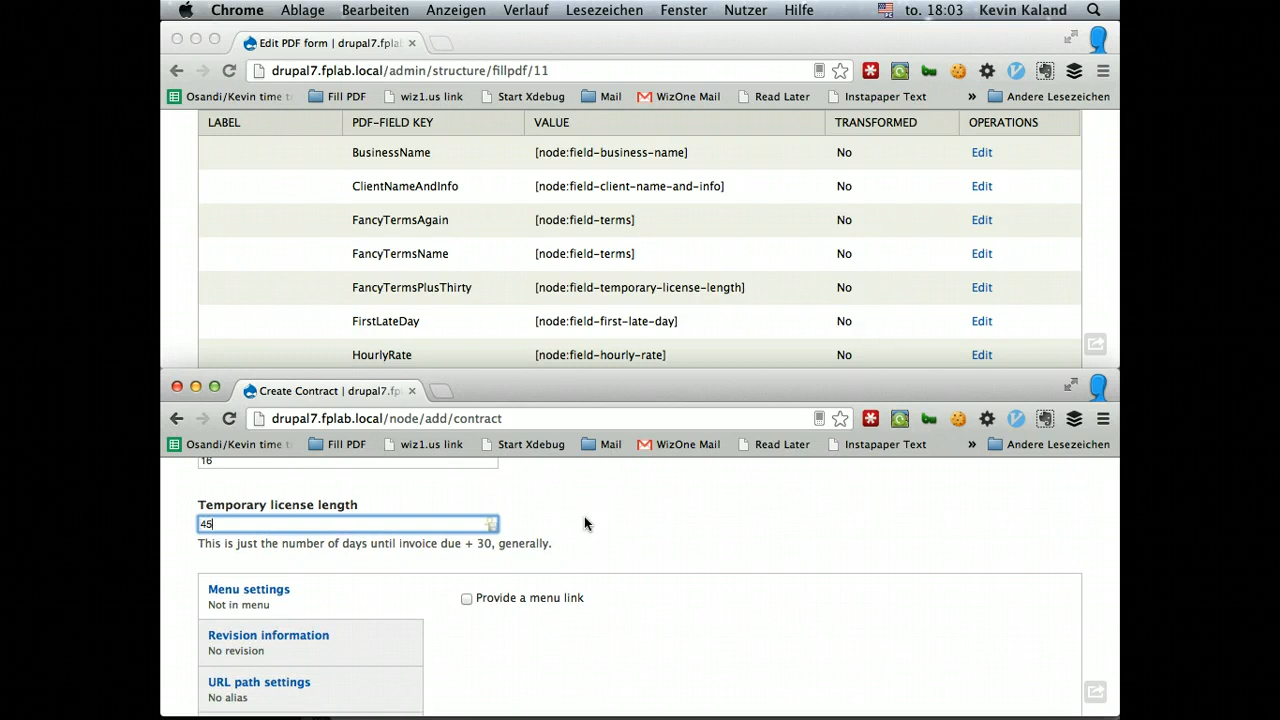 Chrome Ablage Bearbeiten Anzeigen Verlauf Lesezeichen Fenster Nutzer Hilfe to. 18:03 Kevin Kaland
Edit PDF form | drupal7.fplab
drupal7.fplab.local/admin/structure/fillpdf/11
Osandi/Kevin time t Fill PDF wiz1.us link Start Xdebug Mail WizOne Mail Read Later Instapaper Text » Andere Lesezeichen
LABEL PDF-FIELD KEY VALUE TRANSFORMED OPERATIONS
BusinessName [node:field-business-name] No Edit
ClientNameAndInfo [node:field-client-name-and-info] No Edit
FancyTermsAgain [node:field-terms] No Edit
FancyTermsName [node:field-terms] No Edit
FancyTermsPlusThirty [node:field-temporary-license-length] No Edit
FirstLateDay [node:field-first-late-day] No Edit
HourlyRate [node:field-hourly-rate] No Edit
Create Contract | drupal7.fp
drupal7.fplab.local/node/add/contract
Osandi/Kevin time t Fill PDF wiz1.us link Start Xdebug Mail WizOne Mail Read Later Instapaper Text » Andere Lesezeichen
16
Temporary license length
45
This is just the number of days until invoice due + 30, generally.
Menu settings
Not in menu
Provide a menu link
Revision information
No revision
URL path settings
No alias